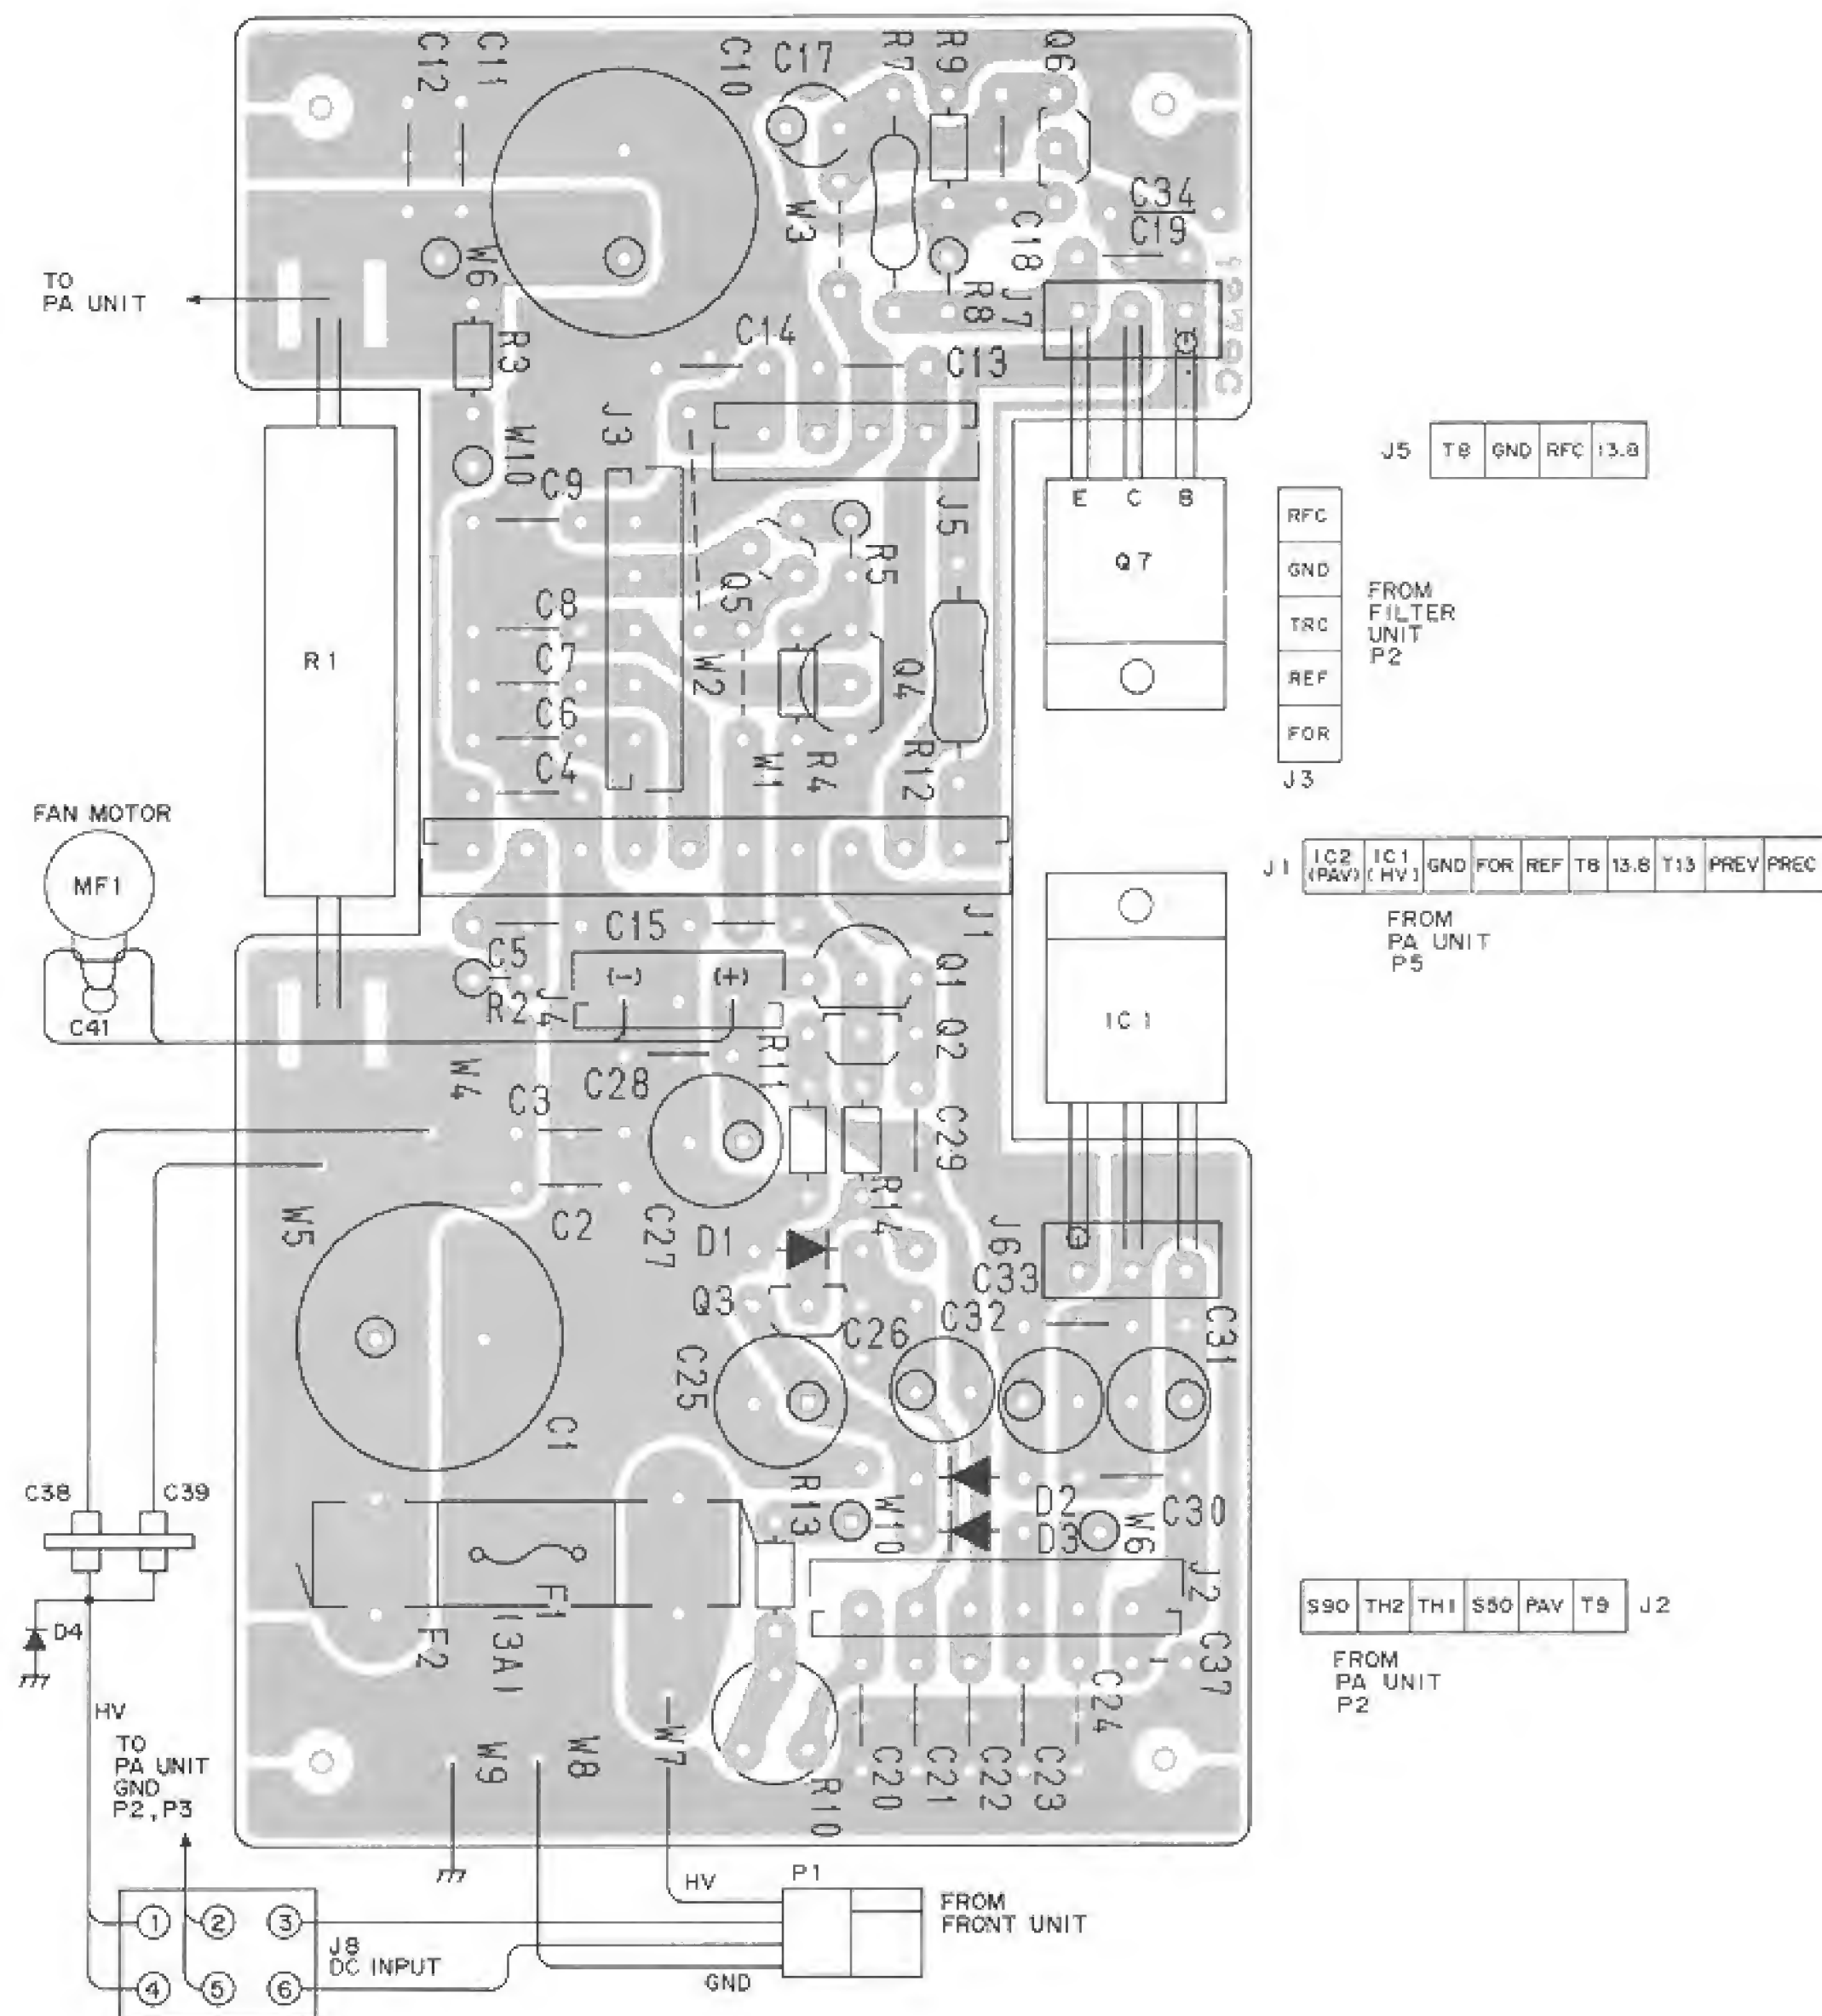 C12
C11
C10
C17
R7
R9
Q6
W3
C18
C34
C19
W6
TO
PA UNIT
R3
C14
R8
J7
C13
J3
W10
C9
J5
J5 T8 GND RFC 13.8
E C B
Q7
RFC
GND
TRC
REF
FOR
J3
FROM
FILTER
UNIT
P2
R5
Q5
C8
R1
C7
W2
Q4
C6
C4
W1
R4
R12
FAN MOTOR
MF1
C41
J1 IC2 (PAV) IC1 (HV) GND FOR REF T8 13.8 T13 PREV PREC
FROM
PA UNIT
P5
C15
J1
C5
(-) (+)
Q1
R2
J4
IC1
R11
Q2
W4
C28
C3
C29
W5
C2
C27
D1
R14
J6
C33
Q3
C32
C26
C31
C25
C1
C38
C39
R13
W10
D2
D3
W6
C30
J2
F1
F2
(3A)
D4
S90 TH2 TH1 S50 PAV T9 J2
FROM
PA UNIT
P2
C37
C24
HV
TO
PA UNIT
GND
P2, P3
W9
W8
W7
R10
C20
C21
C22
C23
HV
P1
FROM
FRONT UNIT
1 2 3
J8
DC INPUT
4 5 6
GND